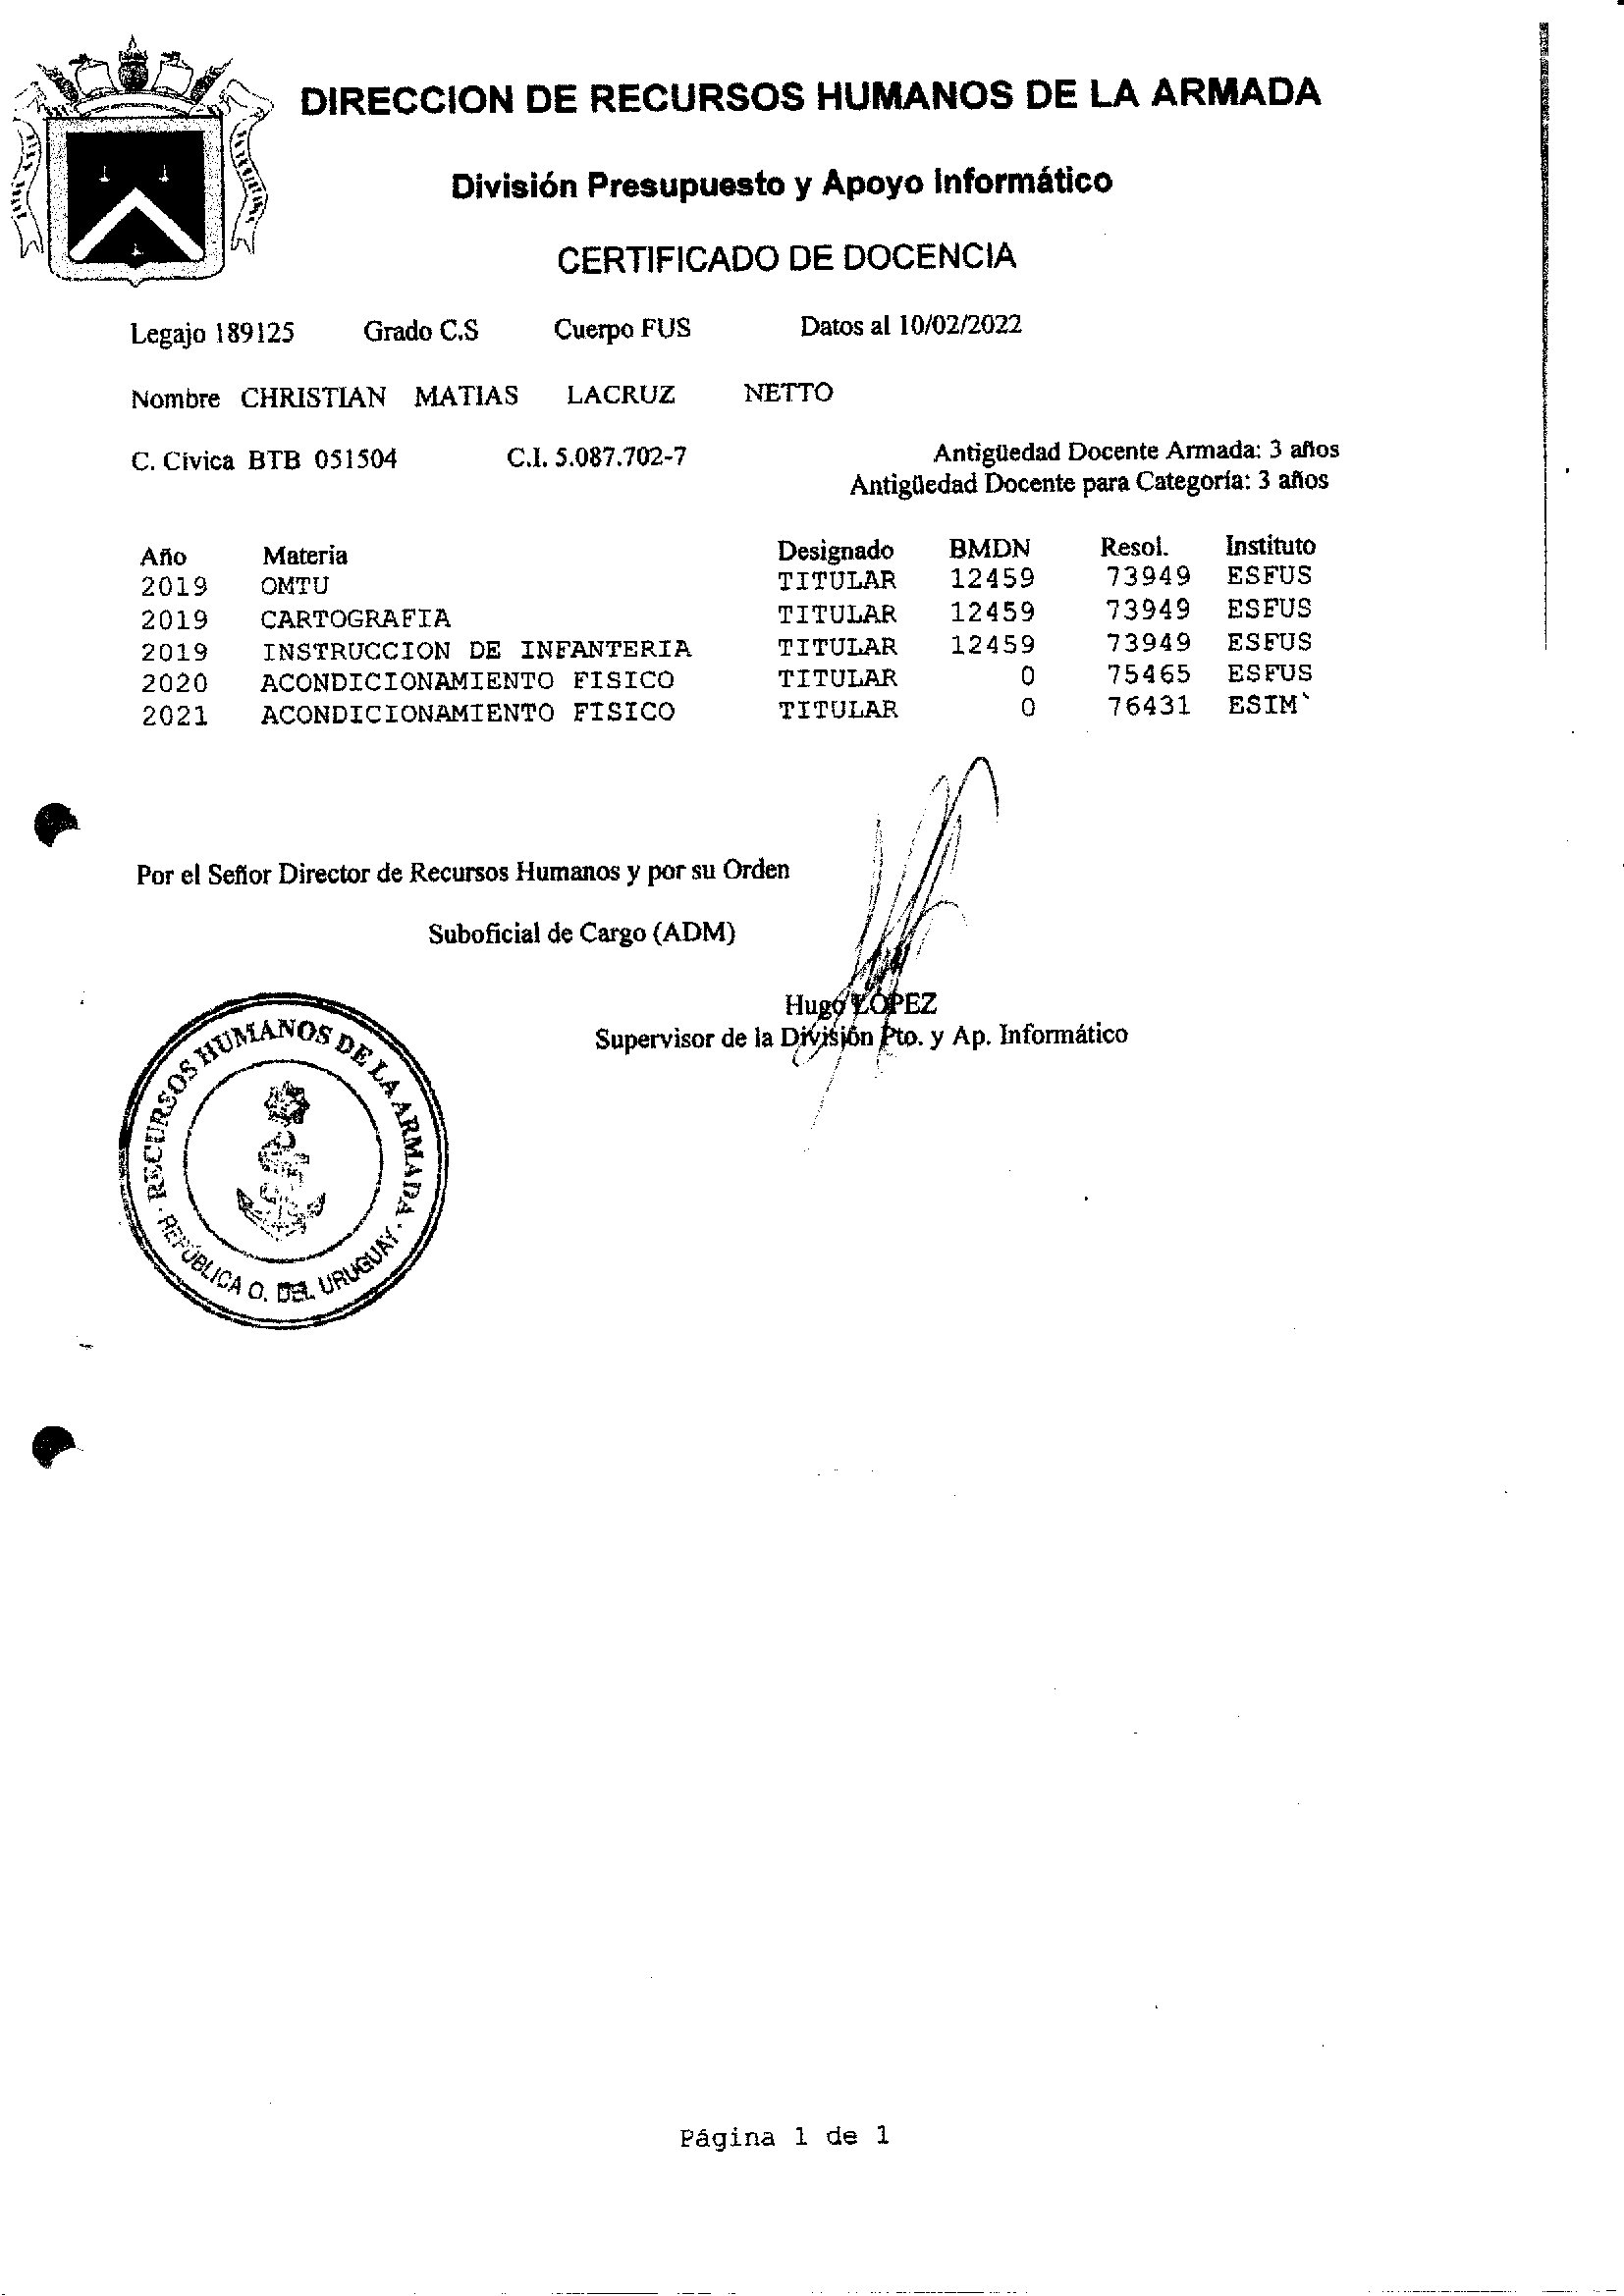 DIRECCION DE RECURSOS HUMANOS DE LA ARMADA
División Presupuesto y Apoyo Informático
CERTIFICADO DE DOCENCIA
Legajo 189125 Grado C.S Cuerpo FUS Datos al 10/02/2022
Nombre CHRISTIAN MATIAS LACRUZ NETTO
C. Cívica BTB 051504 C.I. 5.087.702-7 Antigüedad Docente Armada: 3 años
Antigüedad Docente para Categoría: 3 años
Año Materia Designado BMDN Resol. Instituto
2019 OMTU TITULAR 12459 73949 ESFUS
2019 CARTOGRAFIA TITULAR 12459 73949 ESFUS
2019 INSTRUCCION DE INFANTERIA TITULAR 12459 73949 ESFUS
2020 ACONDICIONAMIENTO FISICO TITULAR 0 75465 ESFUS
2021 ACONDICIONAMIENTO FISICO TITULAR 0 76431 ESIM
Por el Señor Director de Recursos Humanos y por su Orden
Suboficial de Cargo (ADM)
Hugo LÓPEZ
Supervisor de la División Pto. y Ap. Informático
RECURSOS HUMANOS DE LA ARMADA
REPÚBLICA O. DEL URUGUAY
Página 1 de 1